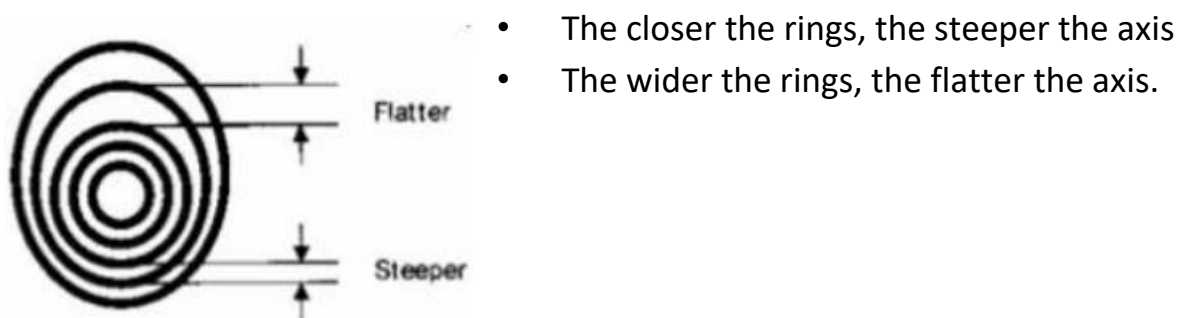 • The closer the rings, the steeper the axis
• The wider the rings, the flatter the axis.
Flatter
Steeper